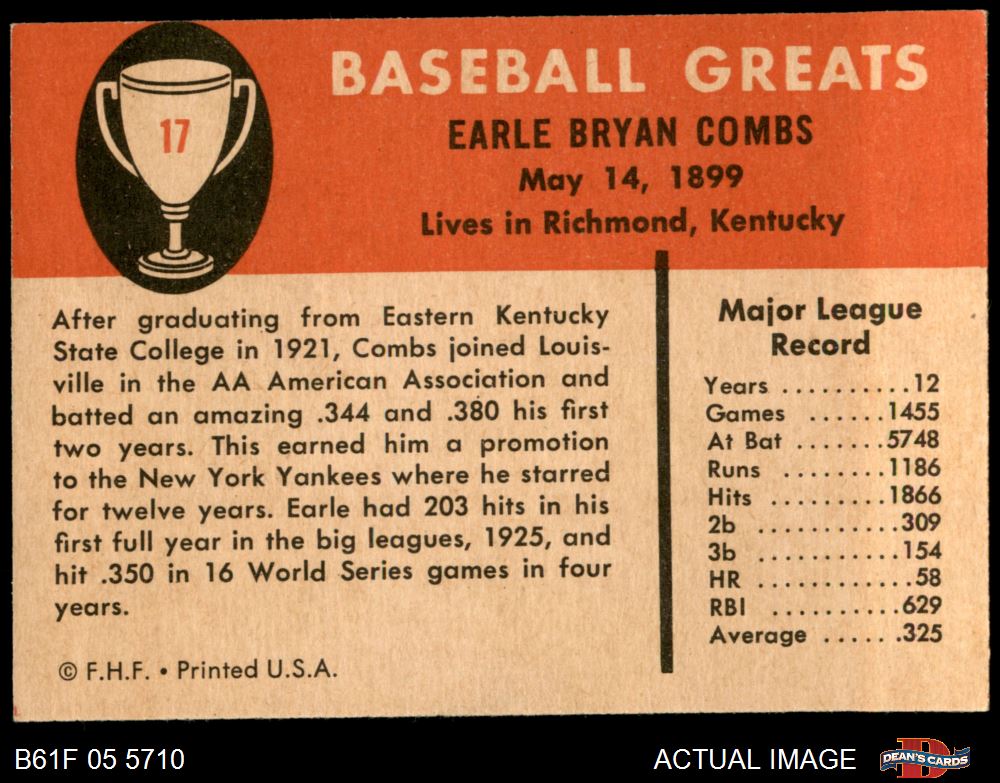 17
BASEBALL GREATS
EARLE BRYAN COMBS
May 14, 1899
Lives in Richmond, Kentucky
After graduating from Eastern Kentucky
State College in 1921, Combs joined Louis-
ville in the AA American Association and
batted an amazing .344 and .380 his first
two years. This earned him a promotion
to the New York Yankees where he starred
for twelve years. Earle had 203 hits in his
first full year in the big leagues, 1925, and
hit .350 in 16 World Series games in four
years.
© F.H.F. • Printed U.S.A.
Major League
Record
Years ..........12
Games ......1455
At Bat .......5748
Runs ........1186
Hits .........1866
2b ..........309
3b ..........154
HR ...........58
RBI .........629
Average ......325
B61F 05 5710
ACTUAL IMAGE
D
DEAN'S CARDS